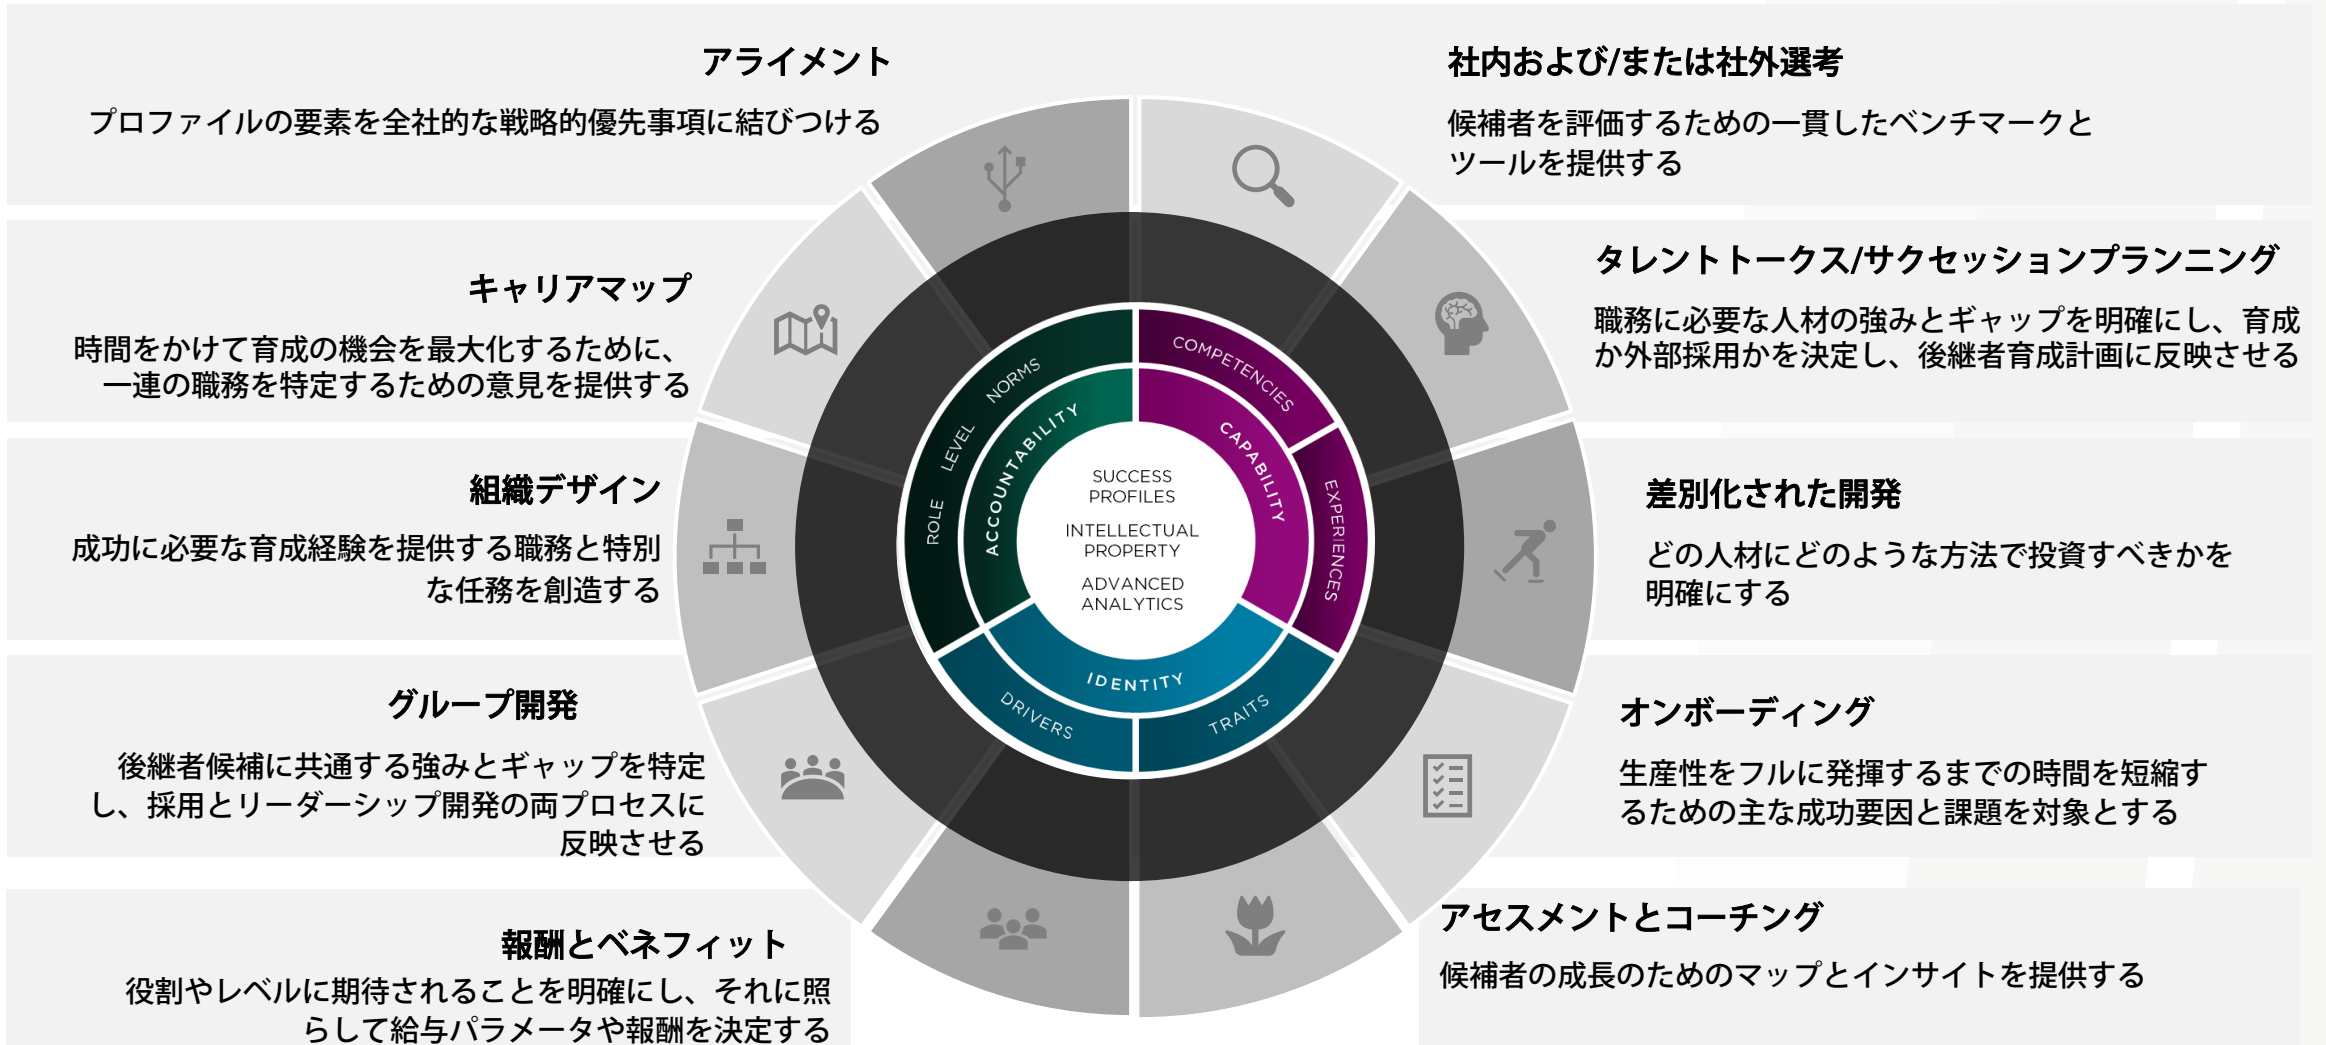 アライメント
プロファイルの要素を全社的な戦略的優先事項に結びつける
キャリアマップ
時間をかけて育成の機会を最大化するために、
一連の職務を特定するための意見を提供する
組織デザイン
成功に必要な育成経験を提供する職務と特別
な任務を創造する
グループ開発
後継者候補に共通する強みとギャップを特定
し、採用とリーダーシップ開発の両プロセスに
反映させる
報酬とベネフィット
役割やレベルに期待されることを明確にし、それに照
らして給与パラメータや報酬を決定する
ROLE LEVEL NORMS
ACCOUNTABILITY
COMPETENCIES
CAPABILITY
EXPERIENCES
SUCCESS
PROFILES
INTELLECTUAL
PROPERTY
ADVANCED
ANALYTICS
IDENTITY
DRIVERS
TRAITS
社内および/または社外選考
候補者を評価するための一貫したベンチマークと
ツールを提供する
タレントトークス/サクセッションプランニング
職務に必要な人材の強みとギャップを明確にし、育成
か外部採用かを決定し、後継者育成計画に反映させる
差別化された開発
どの人材にどのような方法で投資すべきかを
明確にする
オンボーディング
生産性をフルに発揮するまでの時間を短縮す
るための主な成功要因と課題を対象とする
アセスメントとコーチング
候補者の成長のためのマップとインサイトを提供する